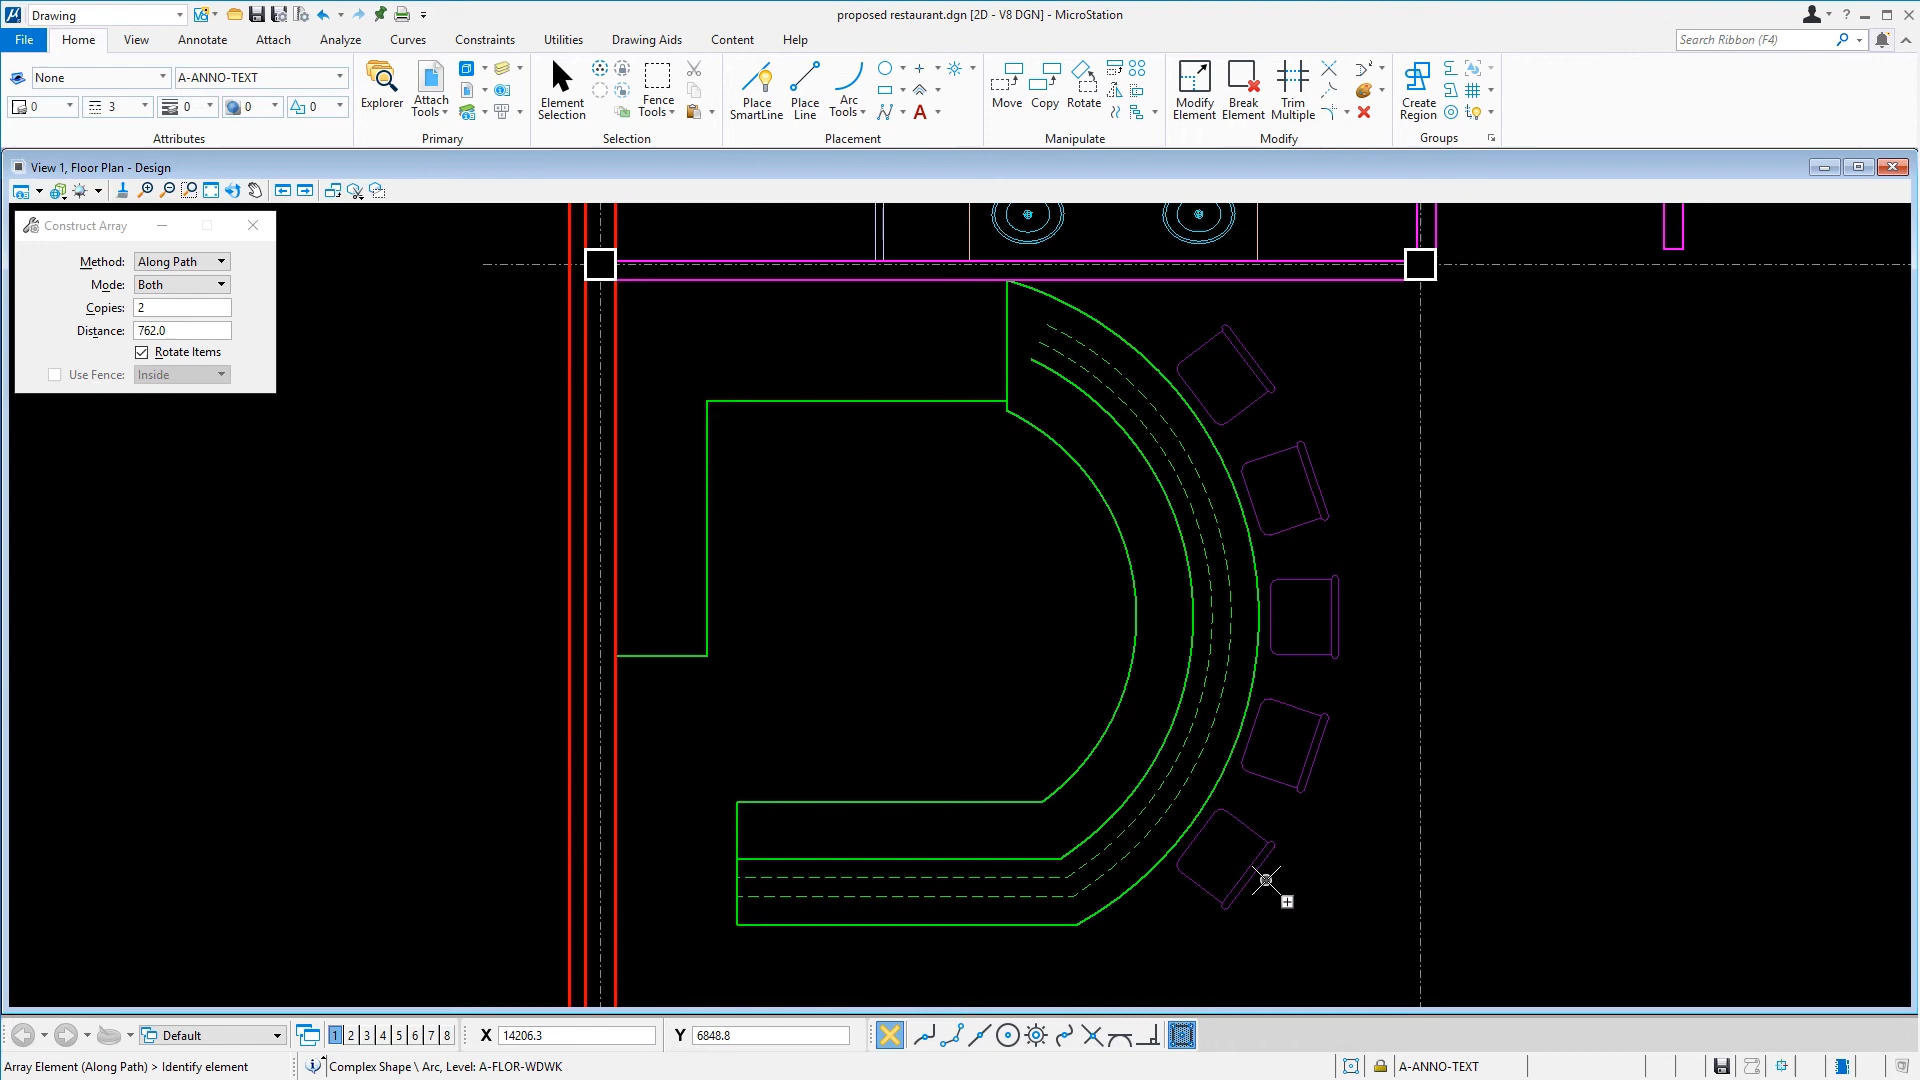 Drawing
proposed restaurant.dgn [2D - V8 DGN] - MicroStation
File Home View Annotate Attach Analyze Curves Constraints Utilities Drawing Aids Content Help
Search Ribbon (F4)
None A-ANNO-TEXT
0 3 0 0 0
Attributes
Explorer
Attach Tools
Primary
Element Selection
Fence Tools
Selection
Place SmartLine
Place Line
Arc Tools
Placement
Move Copy Rotate
Manipulate
Modify Element
Break Element
Trim Multiple
Modify
Create Region
Groups
View 1, Floor Plan - Design
Construct Array
Method: Along Path
Mode: Both
Copies: 2
Distance: 762.0
Rotate Items
Use Fence: Inside
Default
1 2 3 4 5 6 7 8
X 14206.3
Y 6848.8
Array Element (Along Path) > Identify element
Complex Shape \ Arc, Level: A-FLOR-WDWK
A-ANNO-TEXT